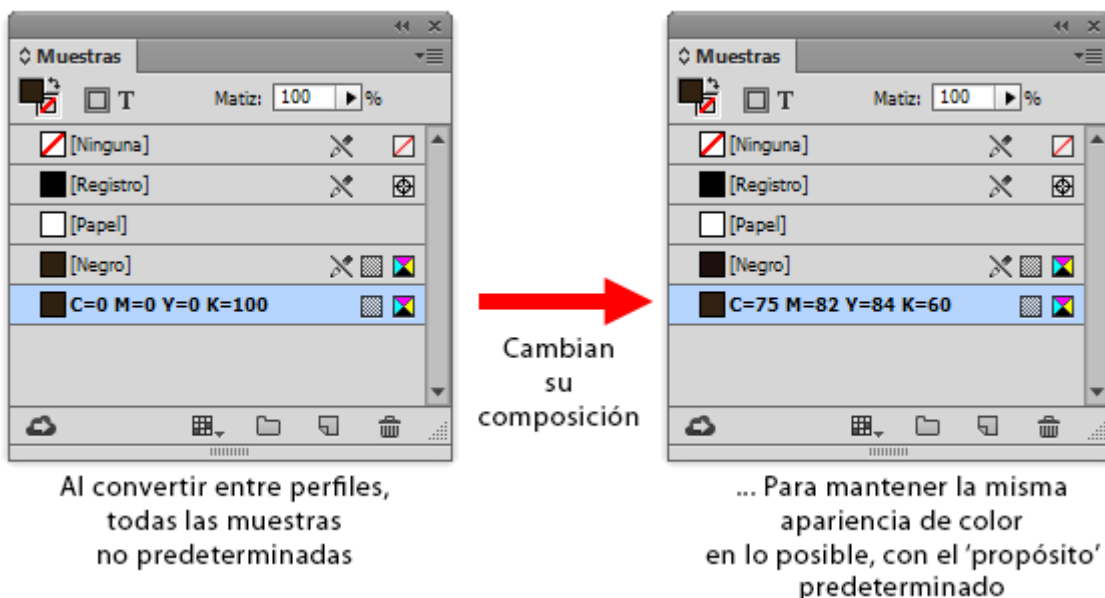 Muestras
T Matiz: 100 %
[Ninguna]
[Registro]
[Papel]
[Negro]
C=0 M=0 Y=0 K=100
Al convertir entre perfiles,
todas las muestras
no predeterminadas
Cambian
su
composición
Muestras
T Matiz: 100 %
[Ninguna]
[Registro]
[Papel]
[Negro]
C=75 M=82 Y=84 K=60
... Para mantener la misma
apariencia de color
en lo posible, con el ‘propósito’
predeterminado